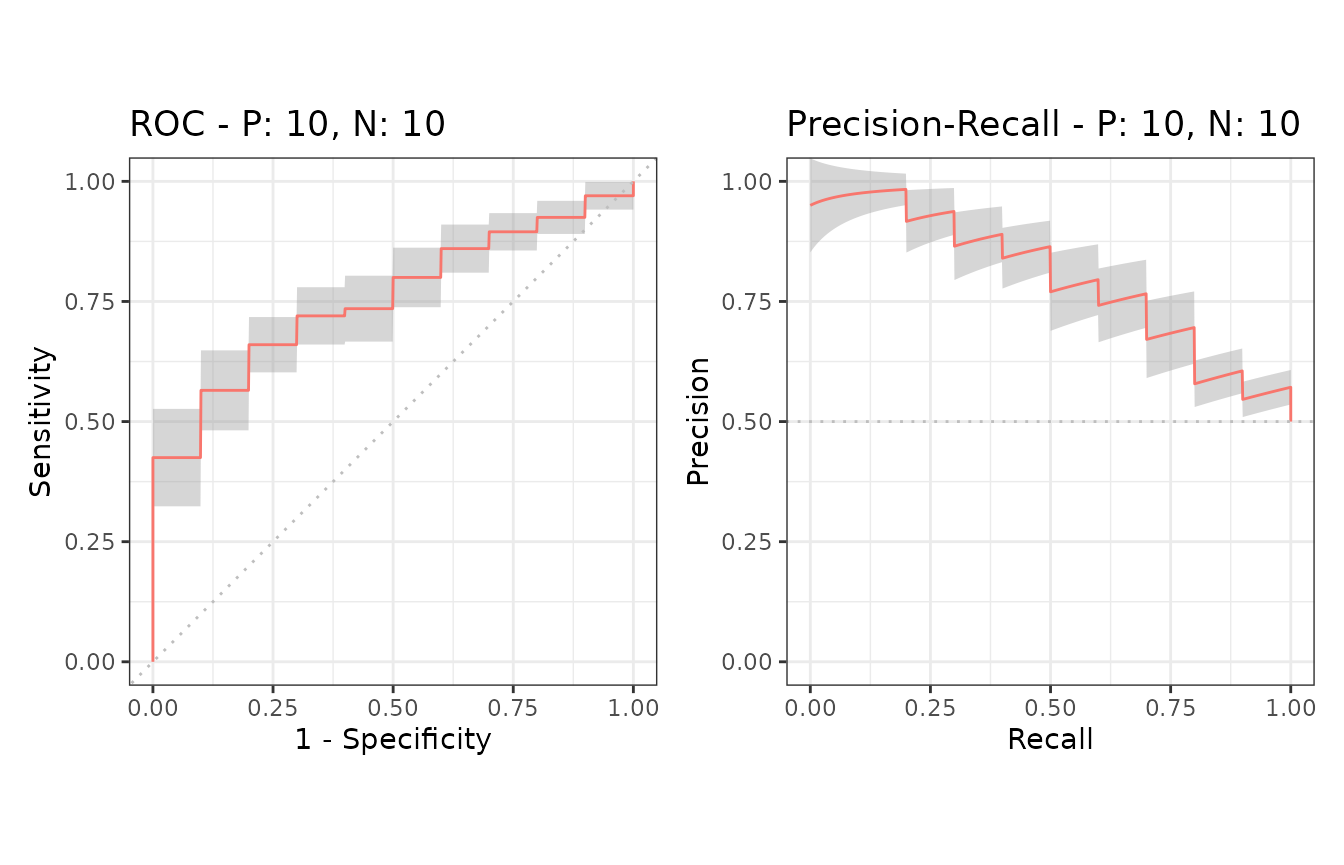 ROC - P: 10, N: 10
Precision-Recall - P: 10, N: 10
1.00
0.75
0.50
0.25
0.00
Sensitivity
0.00 0.25 0.50 0.75 1.00
1 - Specificity
1.00
0.75
0.50
0.25
0.00
Precision
0.00 0.25 0.50 0.75 1.00
Recall